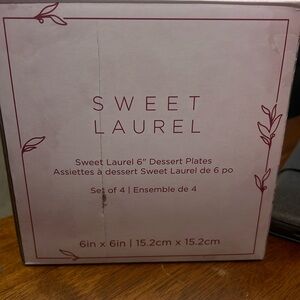 SWEET
LAUREL
Sweet Laurel 6" Dessert Plates
Assiettes à dessert Sweet Laurel de 6 po
Set of 4 | Ensemble de 4
6in x 6in | 15.2cm x 15.2cm